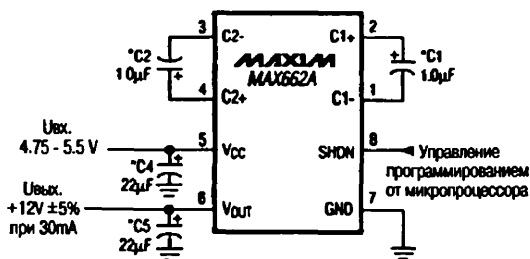 3 C2- C1+ 2
*C2 1.0µF
MAXIM
MAX662A
*C1 1.0µF
4 C2+ C1- 1
Uвх.
4.75 - 5.5 V
5 VCC
SHDN 8
Управление
программированием
от микропроцессора
*C4
22µF
Uвых.
+12V ±5%
при 30mA
6 VOUT
GND 7
*C5
22µF